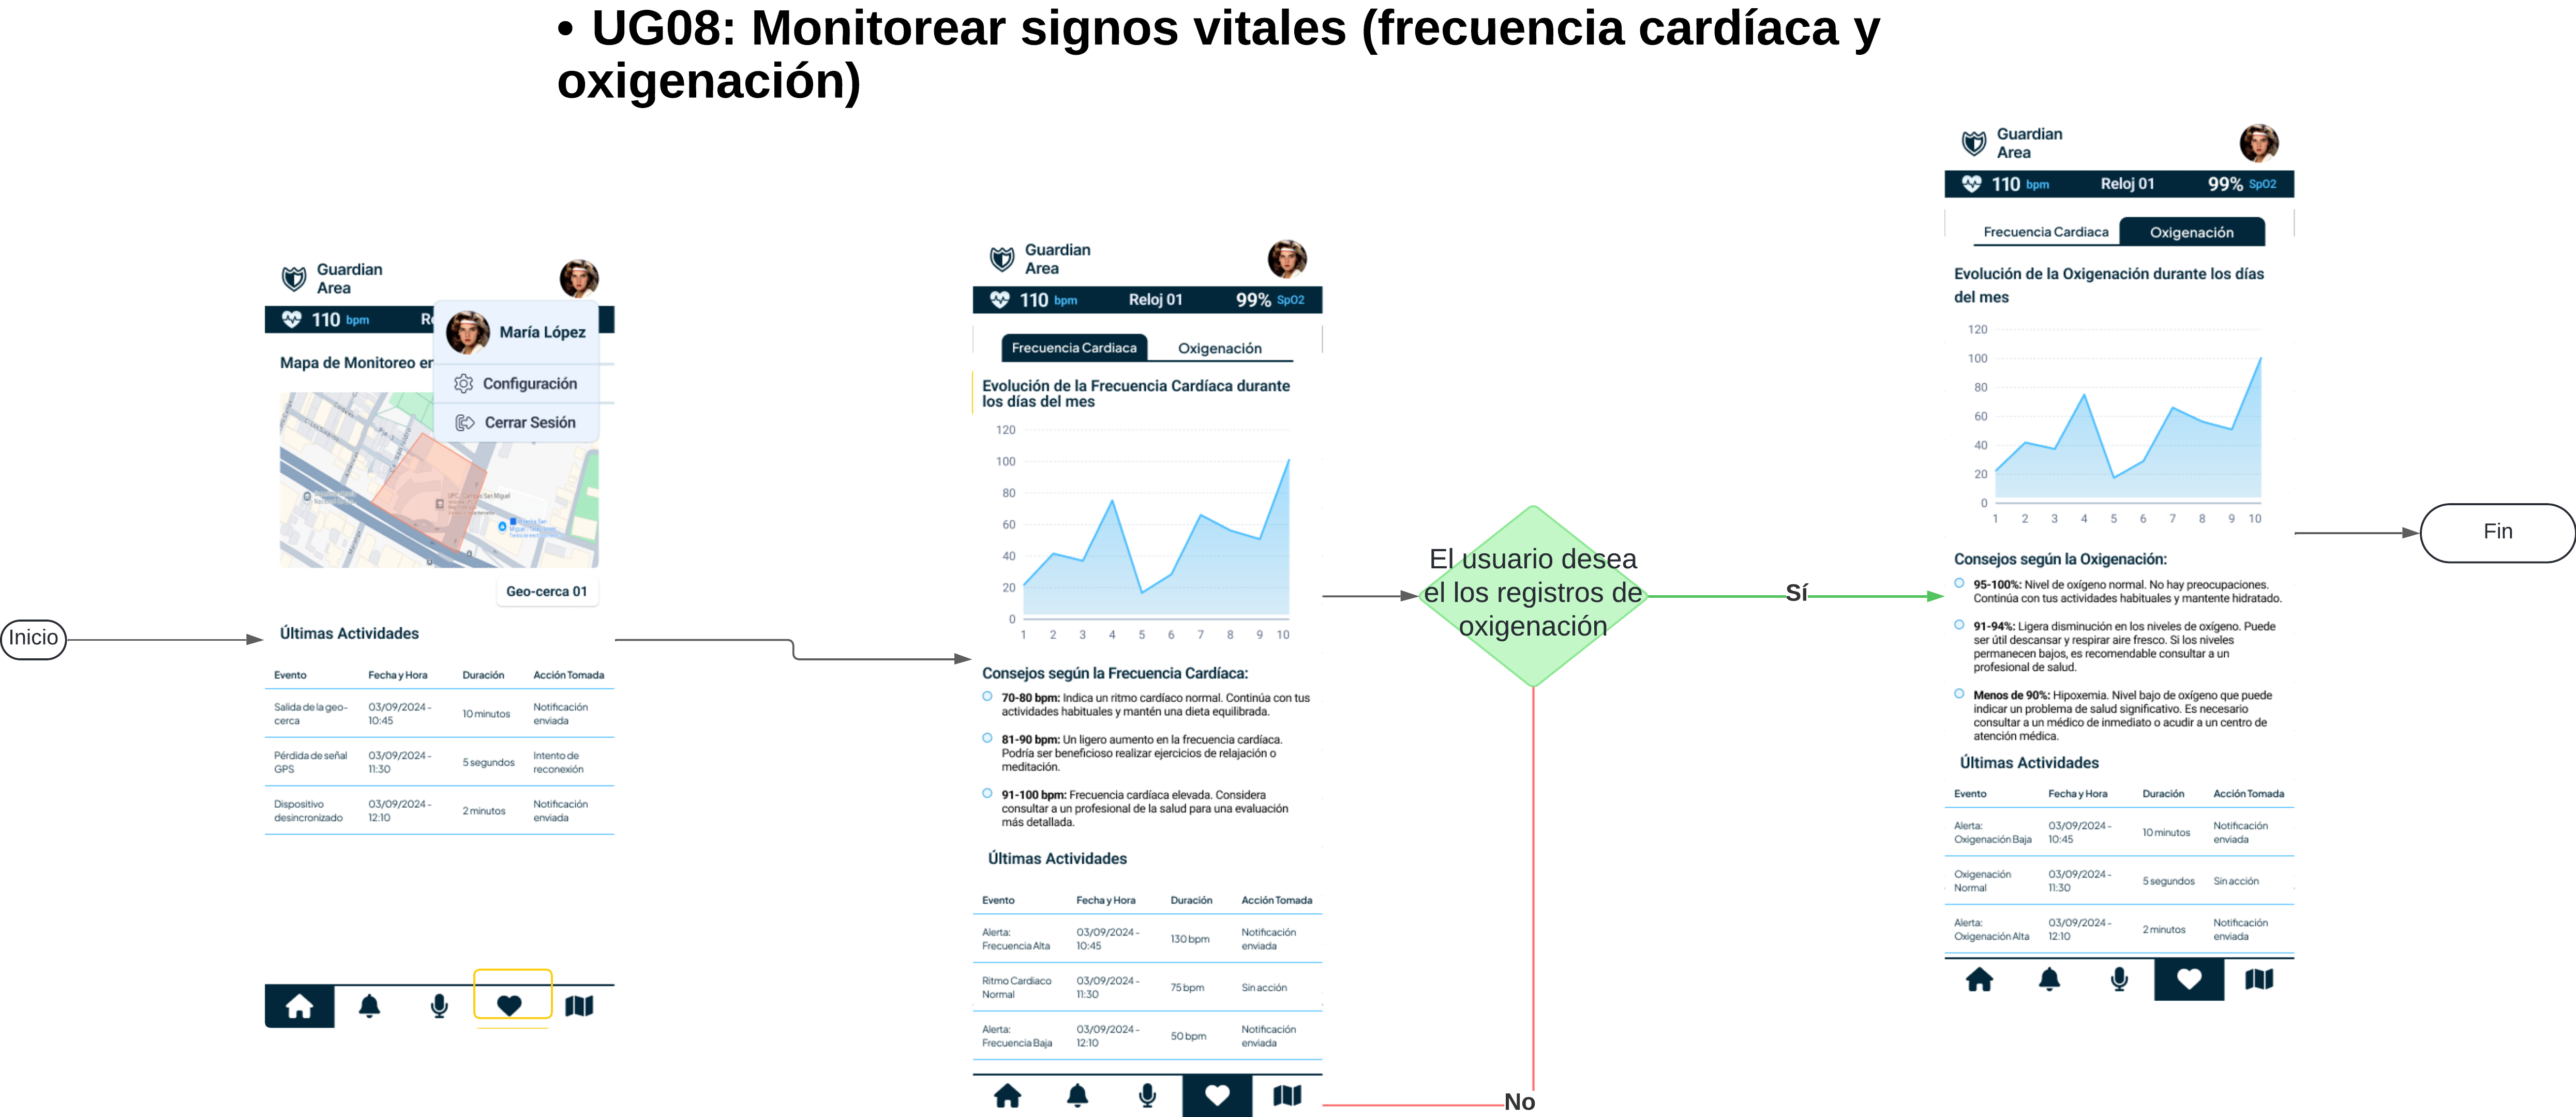 • UG08: Monitorear signos vitales (frecuencia cardíaca y
oxigenación)
Inicio
Guardian
Area
110 bpm
Re
María López
Configuración
Cerrar Sesión
Mapa de Monitoreo en
UPC - Campus San Miguel
Geo-cerca 01
Últimas Actividades
Evento Fecha y Hora Duración Acción Tomada
Salida de la geo-
cerca
03/09/2024 -
10:45
10 minutos
Notificación
enviada
Pérdida de señal
GPS
03/09/2024 -
11:30
5 segundos
Intento de
reconexión
Dispositivo
desincronizado
03/09/2024 -
12:10
2 minutos
Notificación
enviada
Guardian
Area
110 bpm Reloj 01 99% SpO2
Frecuencia Cardiaca Oxigenación
Evolución de la Frecuencia Cardíaca durante
los días del mes
120
100
80
60
40
20
0
1 2 3 4 5 6 7 8 9 10
Consejos según la Frecuencia Cardíaca:
70-80 bpm: Indica un ritmo cardíaco normal. Continúa con tus
actividades habituales y mantén una dieta equilibrada.
81-90 bpm: Un ligero aumento en la frecuencia cardíaca.
Podría ser beneficioso realizar ejercicios de relajación o
meditación.
91-100 bpm: Frecuencia cardíaca elevada. Considera
consultar a un profesional de la salud para una evaluación
más detallada.
Últimas Actividades
Evento Fecha y Hora Duración Acción Tomada
Alerta:
Frecuencia Alta
03/09/2024 -
10:45
130 bpm
Notificación
enviada
Ritmo Cardiaco
Normal
03/09/2024 -
11:30
75 bpm
Sin acción
Alerta:
Frecuencia Baja
03/09/2024 -
12:10
50 bpm
Notificación
enviada
El usuario desea
el los registros de
oxigenación
Sí
No
Guardian
Area
110 bpm Reloj 01 99% SpO2
Frecuencia Cardiaca Oxigenación
Evolución de la Oxigenación durante los días
del mes
120
100
80
60
40
20
0
1 2 3 4 5 6 7 8 9 10
Consejos según la Oxigenación:
95-100%: Nivel de oxígeno normal. No hay preocupaciones.
Continúa con tus actividades habituales y mantente hidratado.
91-94%: Ligera disminución en los niveles de oxígeno. Puede
ser útil descansar y respirar aire fresco. Si los niveles
permanecen bajos, es recomendable consultar a un
profesional de salud.
Menos de 90%: Hipoxemia. Nivel bajo de oxígeno que puede
indicar un problema de salud significativo. Es necesario
consultar a un médico de inmediato o acudir a un centro de
atención médica.
Últimas Actividades
Evento Fecha y Hora Duración Acción Tomada
Alerta:
Oxigenación Baja
03/09/2024 -
10:45
10 minutos
Notificación
enviada
Oxigenación
Normal
03/09/2024 -
11:30
5 segundos
Sin acción
Alerta:
Oxigenación Alta
03/09/2024 -
12:10
2 minutos
Notificación
enviada
Fin